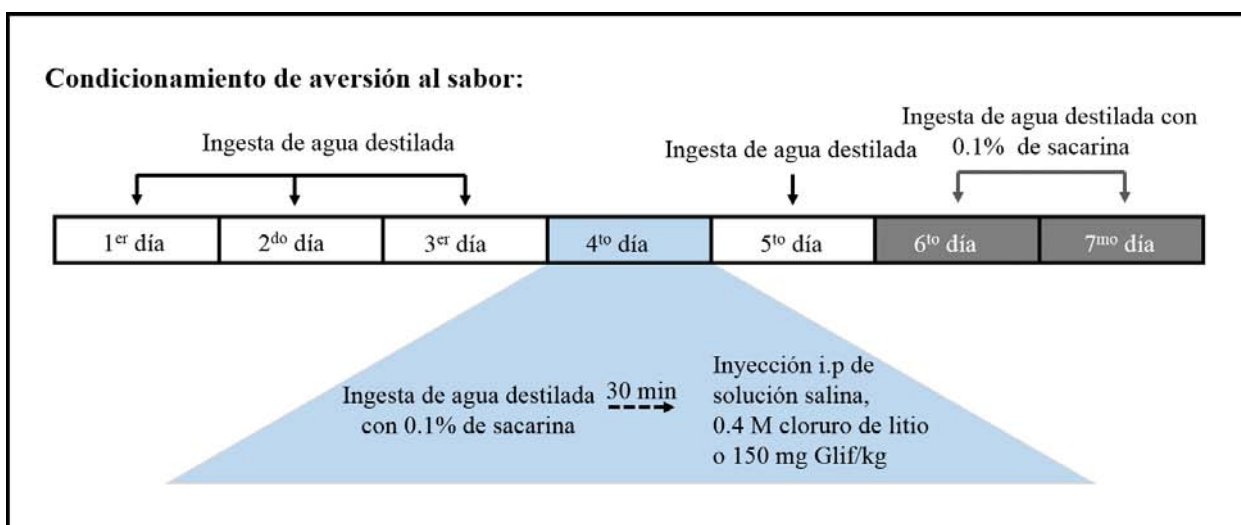 Condicionamiento de aversión al sabor:
Ingesta de agua destilada
Ingesta de agua destilada
Ingesta de agua destilada con
0.1% de sacarina
1er día
2do día
3er día
4to día
5to día
6to día
7mo día
Ingesta de agua destilada
con 0.1% de sacarina
30 min
Inyección i.p de
solución salina,
0.4 M cloruro de litio
o 150 mg Glif/kg